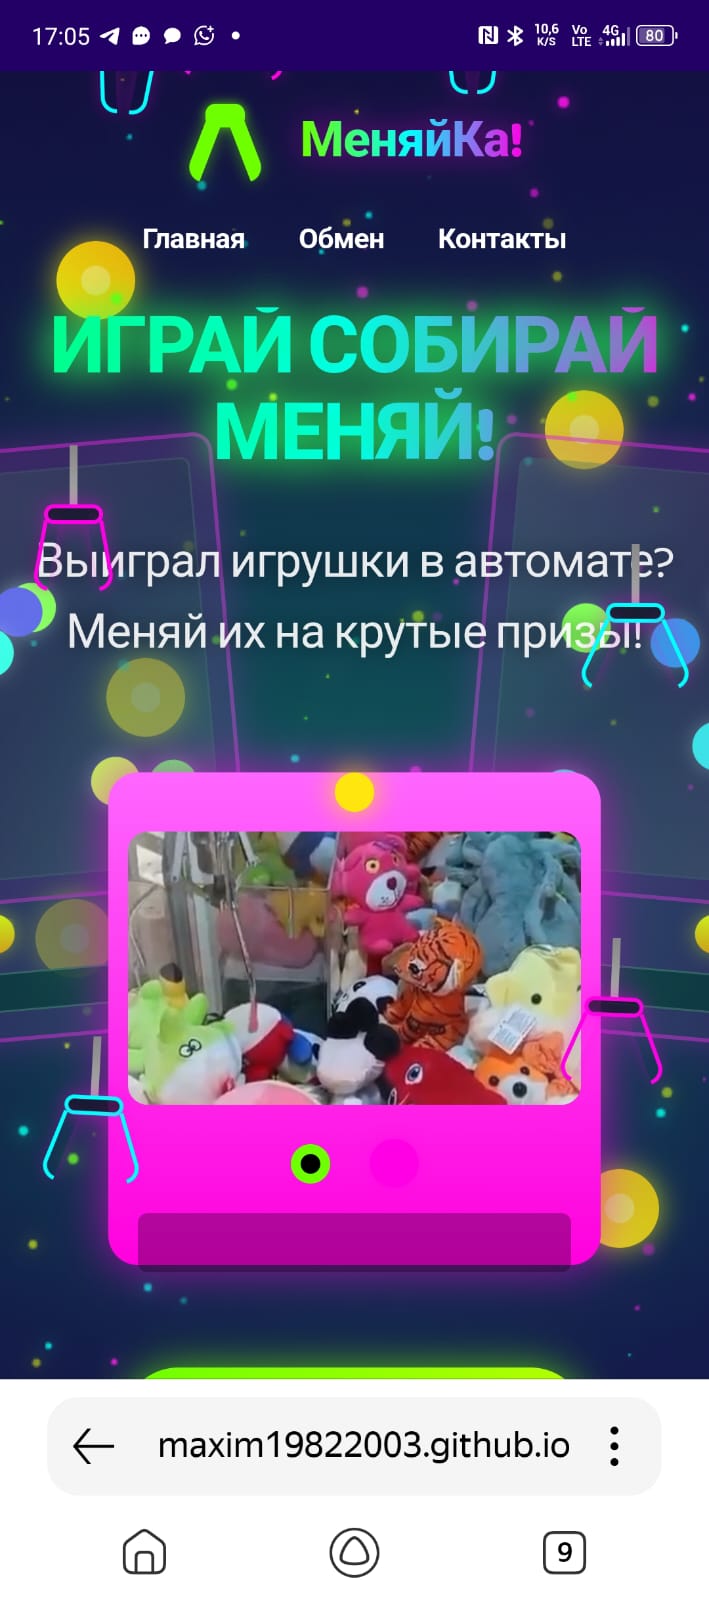 17:05
10,6 K/S
Vo LTE
4G
80
МеняйКа!
Главная Обмен Контакты
ИГРАЙ СОБИРАЙ
МЕНЯЙ!
Выиграл игрушки в автомате?
Меняй их на крутые призы!
maxim19822003.github.io
9